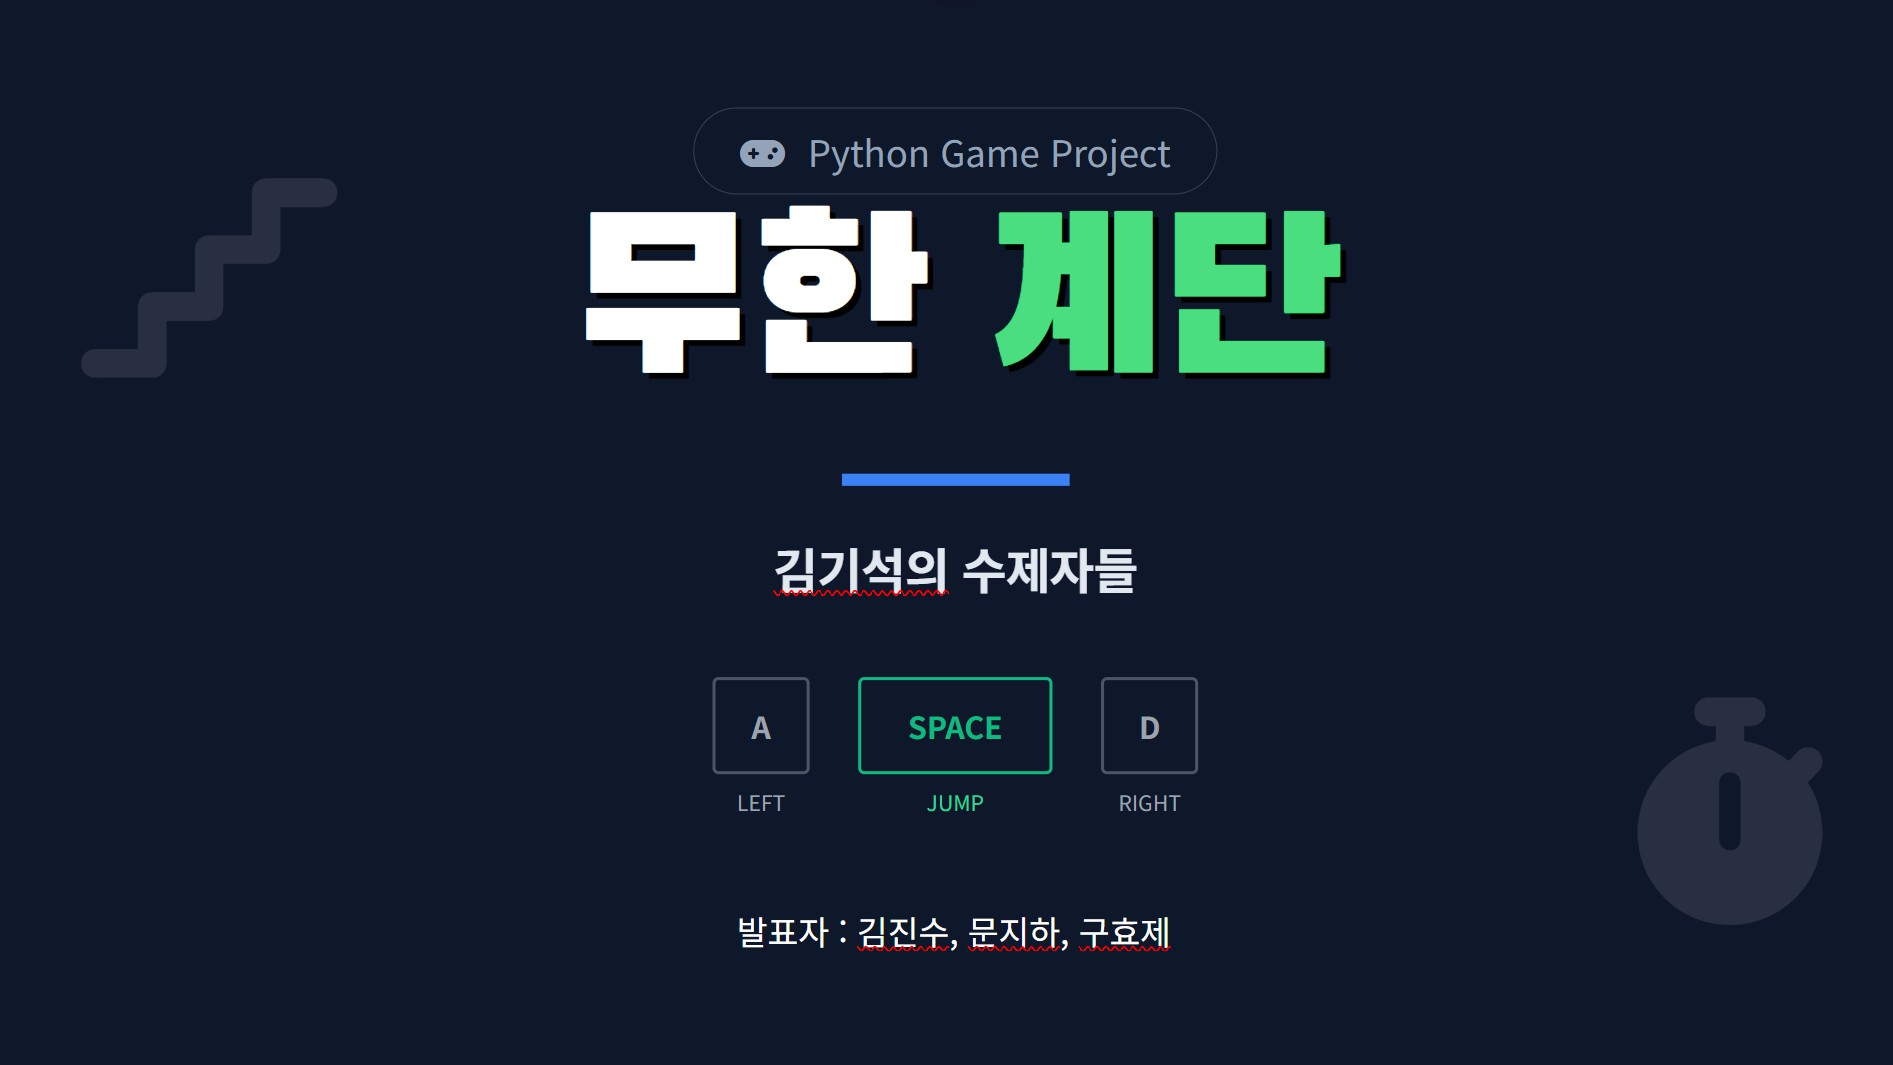 Python Game Project
무한 계단
김기석의 수제자들
A SPACE D
LEFT JUMP RIGHT
발표자 : 김진수, 문지하, 구효제